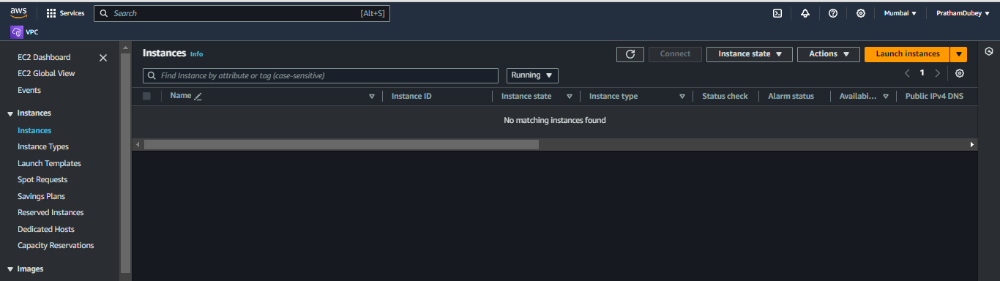 aws Services Search [Alt+S] Mumbai PrathamDubey
VPC
EC2 Dashboard
EC2 Global View
Events
Instances
Instances
Instance Types
Launch Templates
Spot Requests
Savings Plans
Reserved Instances
Dedicated Hosts
Capacity Reservations
Images
Instances Info Connect Instance state Actions Launch instances
Find Instance by attribute or tag (case-sensitive) Running 1
Name Instance ID Instance state Instance type Status check Alarm status Availabi... Public IPv4 DNS
No matching instances found